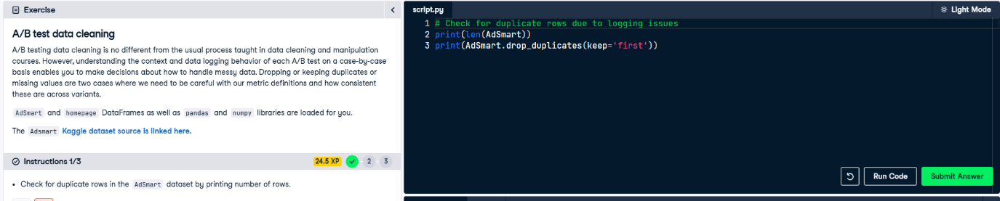 Exercise
A/B test data cleaning
A/B testing data cleaning is no different from the usual process taught in data cleaning and manipulation
courses. However, understanding the context and data logging behavior of each A/B test on a case-by-case
basis enables you to make decisions about how to handle messy data. Dropping or keeping duplicates or
missing values are two cases where we need to be careful with our metric definitions and how consistent
these are across variants.
AdSmart and homepage DataFrames as well as pandas and numpy libraries are loaded for you.
The Adsmart Kaggle dataset source is linked here.
Instructions 1/3 24.5 XP 2 3
• Check for duplicate rows in the AdSmart dataset by printing number of rows.
script.py Light Mode
1 # Check for duplicate rows due to logging issues
2 print(len(AdSmart))
3 print(AdSmart.drop_duplicates(keep='first'))
Run Code Submit Answer